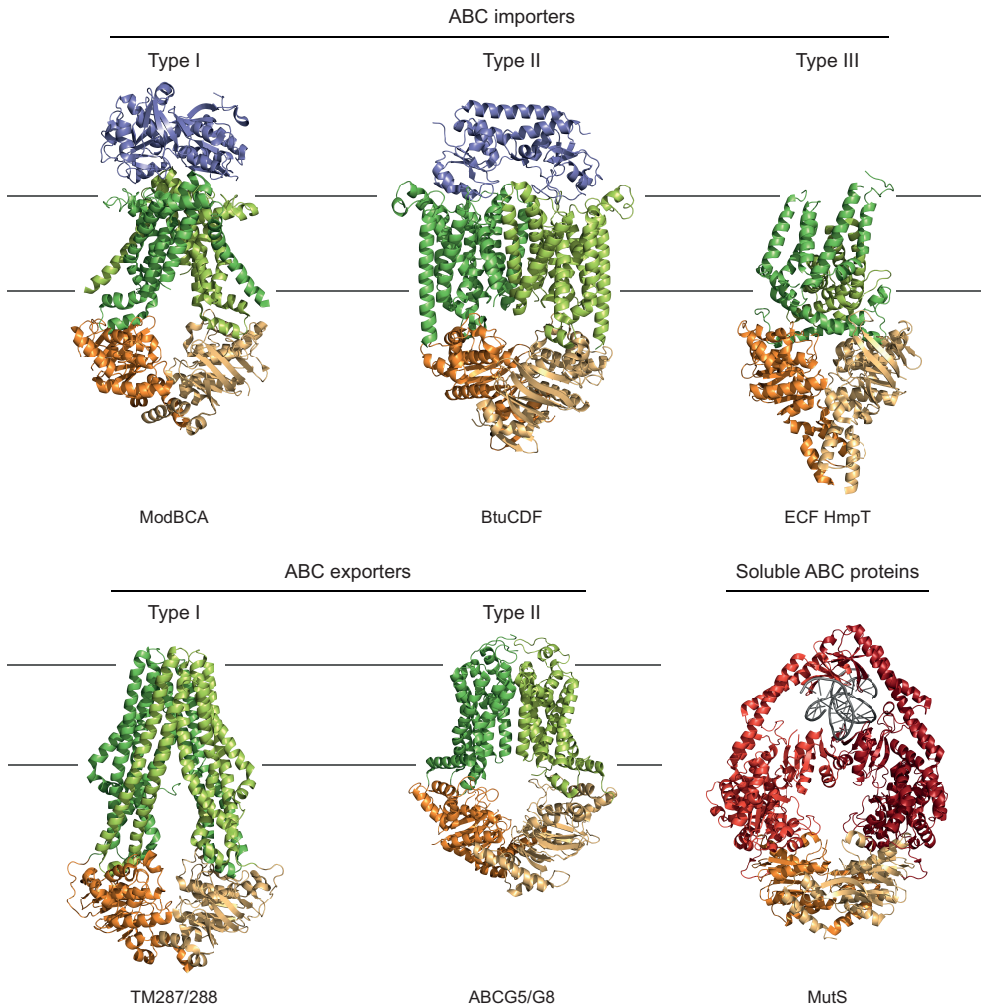 ABC importers
Type I
Type II
Type III
ModBCA
BtuCDF
ECF HmpT
ABC exporters
Soluble ABC proteins
Type I
Type II
TM287/288
ABCG5/G8
MutS